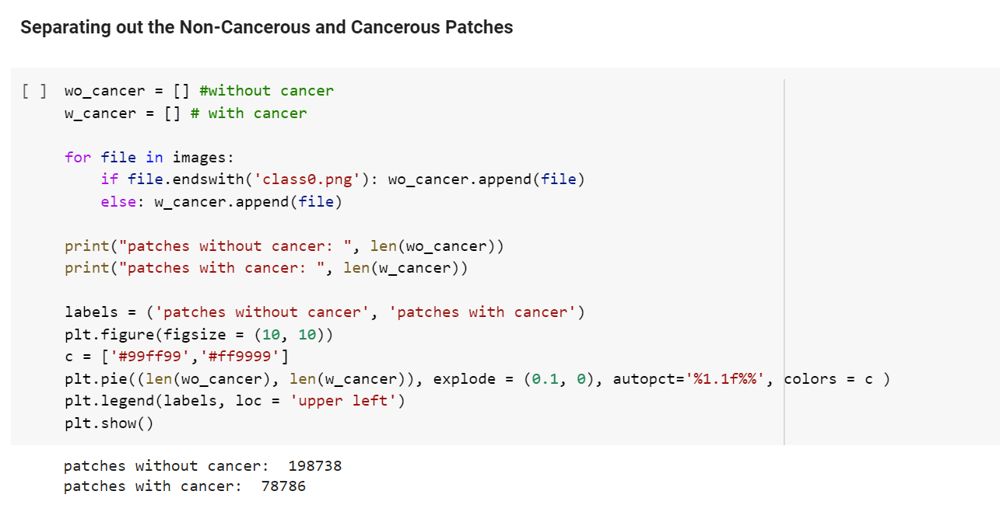 Separating out the Non-Cancerous and Cancerous Patches
[ ] wo_cancer = [] #without cancer
w_cancer = [] # with cancer
for file in images:
    if file.endswith('class0.png'): wo_cancer.append(file)
    else: w_cancer.append(file)
print("patches without cancer: ", len(wo_cancer))
print("patches with cancer: ", len(w_cancer))
labels = ('patches without cancer', 'patches with cancer')
plt.figure(figsize = (10, 10))
c = ['#99ff99','#ff9999']
plt.pie((len(wo_cancer), len(w_cancer)), explode = (0.1, 0), autopct='%1.1f%%', colors = c )
plt.legend(labels, loc = 'upper left')
plt.show()
patches without cancer:  198738
patches with cancer:  78786